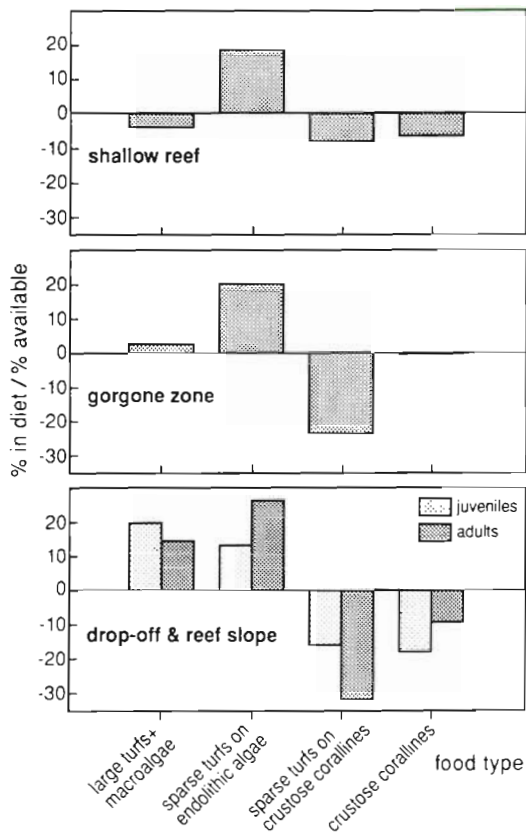 20
10
0
-10
-20
-30
shallow reef
20
10
0
-10
-20
-30
gorgone zone
% in diet / % available
20
10
0
-10
-20
-30
juveniles
adults
drop-off & reef slope
large turfs+
macroalgae
sparse turfs on
endolithic algae
sparse turfs on
crustose corallines
crustose corallines
food type